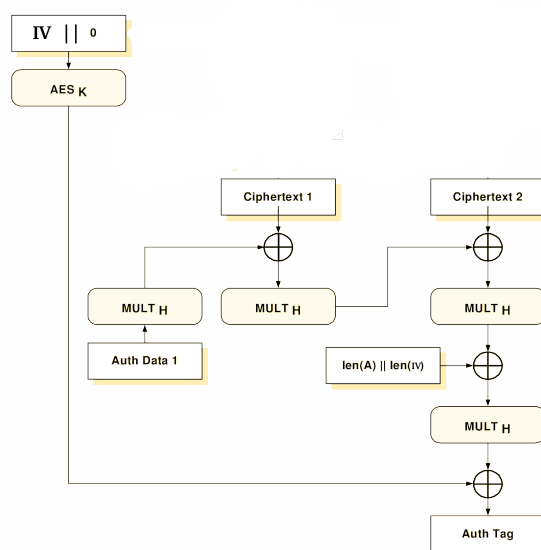 IV || 0
AES K
Ciphertext 1
Ciphertext 2
MULT H
MULT H
MULT H
Auth Data 1
len(A) || len(IV)
MULT H
Auth Tag